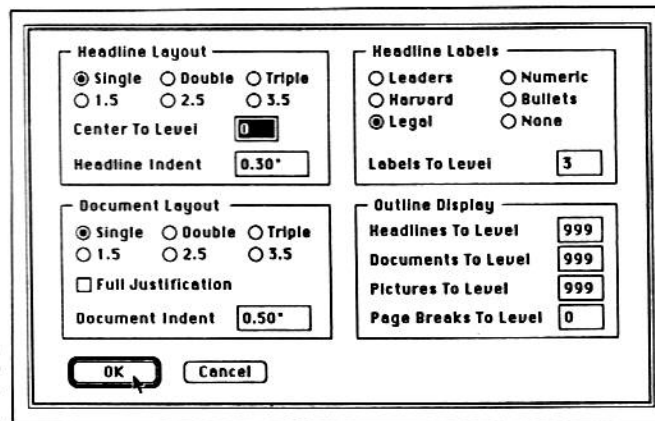 Headline Layout
Single Double Triple
1.5 2.5 3.5
Center To Level 0
Headline Indent 0.30"
Headline Labels
Leaders Numeric
Harvard Bullets
Legal None
Labels To Level 3
Document Layout
Single Double Triple
1.5 2.5 3.5
Full Justification
Document Indent 0.50"
Outline Display
Headlines To Level 999
Documents To Level 999
Pictures To Level 999
Page Breaks To Level 0
OK Cancel